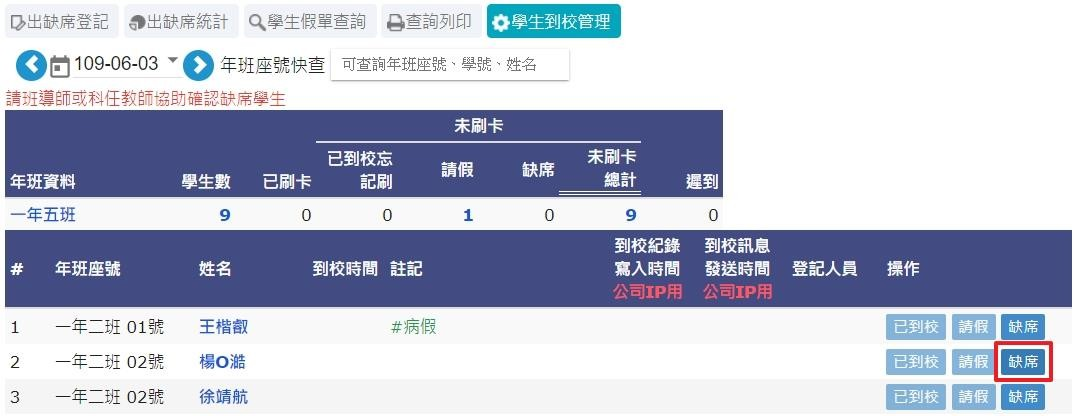 出缺席登記 出缺席統計 學生假單查詢 查詢列印 學生到校管理
109-06-03 年班座號快查 可查詢年班座號、學號、姓名
請班導師或科任教師協助確認缺席學生
未刷卡
年班資料 學生數 已刷卡 已到校忘記刷 請假 缺席 未刷卡總計 遲到
一年五班 9 0 0 1 0 9 0
# 年班座號 姓名 到校時間 註記 到校紀錄寫入時間公司IP用 到校訊息發送時間公司IP用 登記人員 操作
1 一年二班 01號 王楷叡 #病假 已到校 請假 缺席
2 一年二班 02號 楊O澔 已到校 請假 缺席
3 一年二班 02號 徐靖航 已到校 請假 缺席